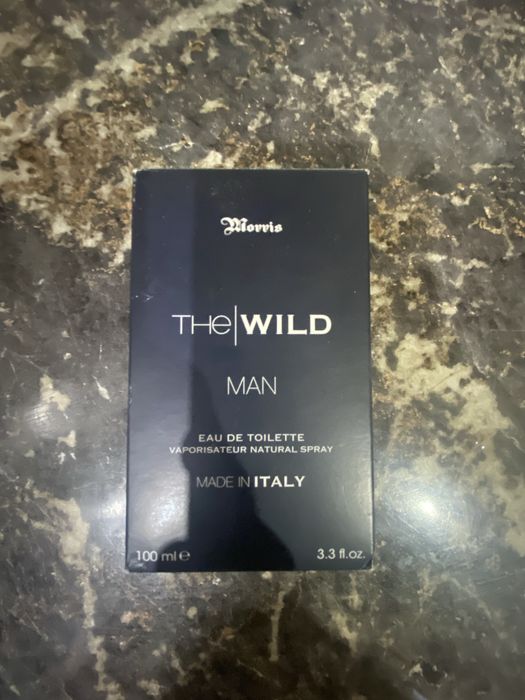 Morris
THe|WILD
MAN
EAU DE TOILETTE
VAPORISATEUR NATURAL SPRAY
MADE IN ITALY
100 ml e 3.3 fl.oz.